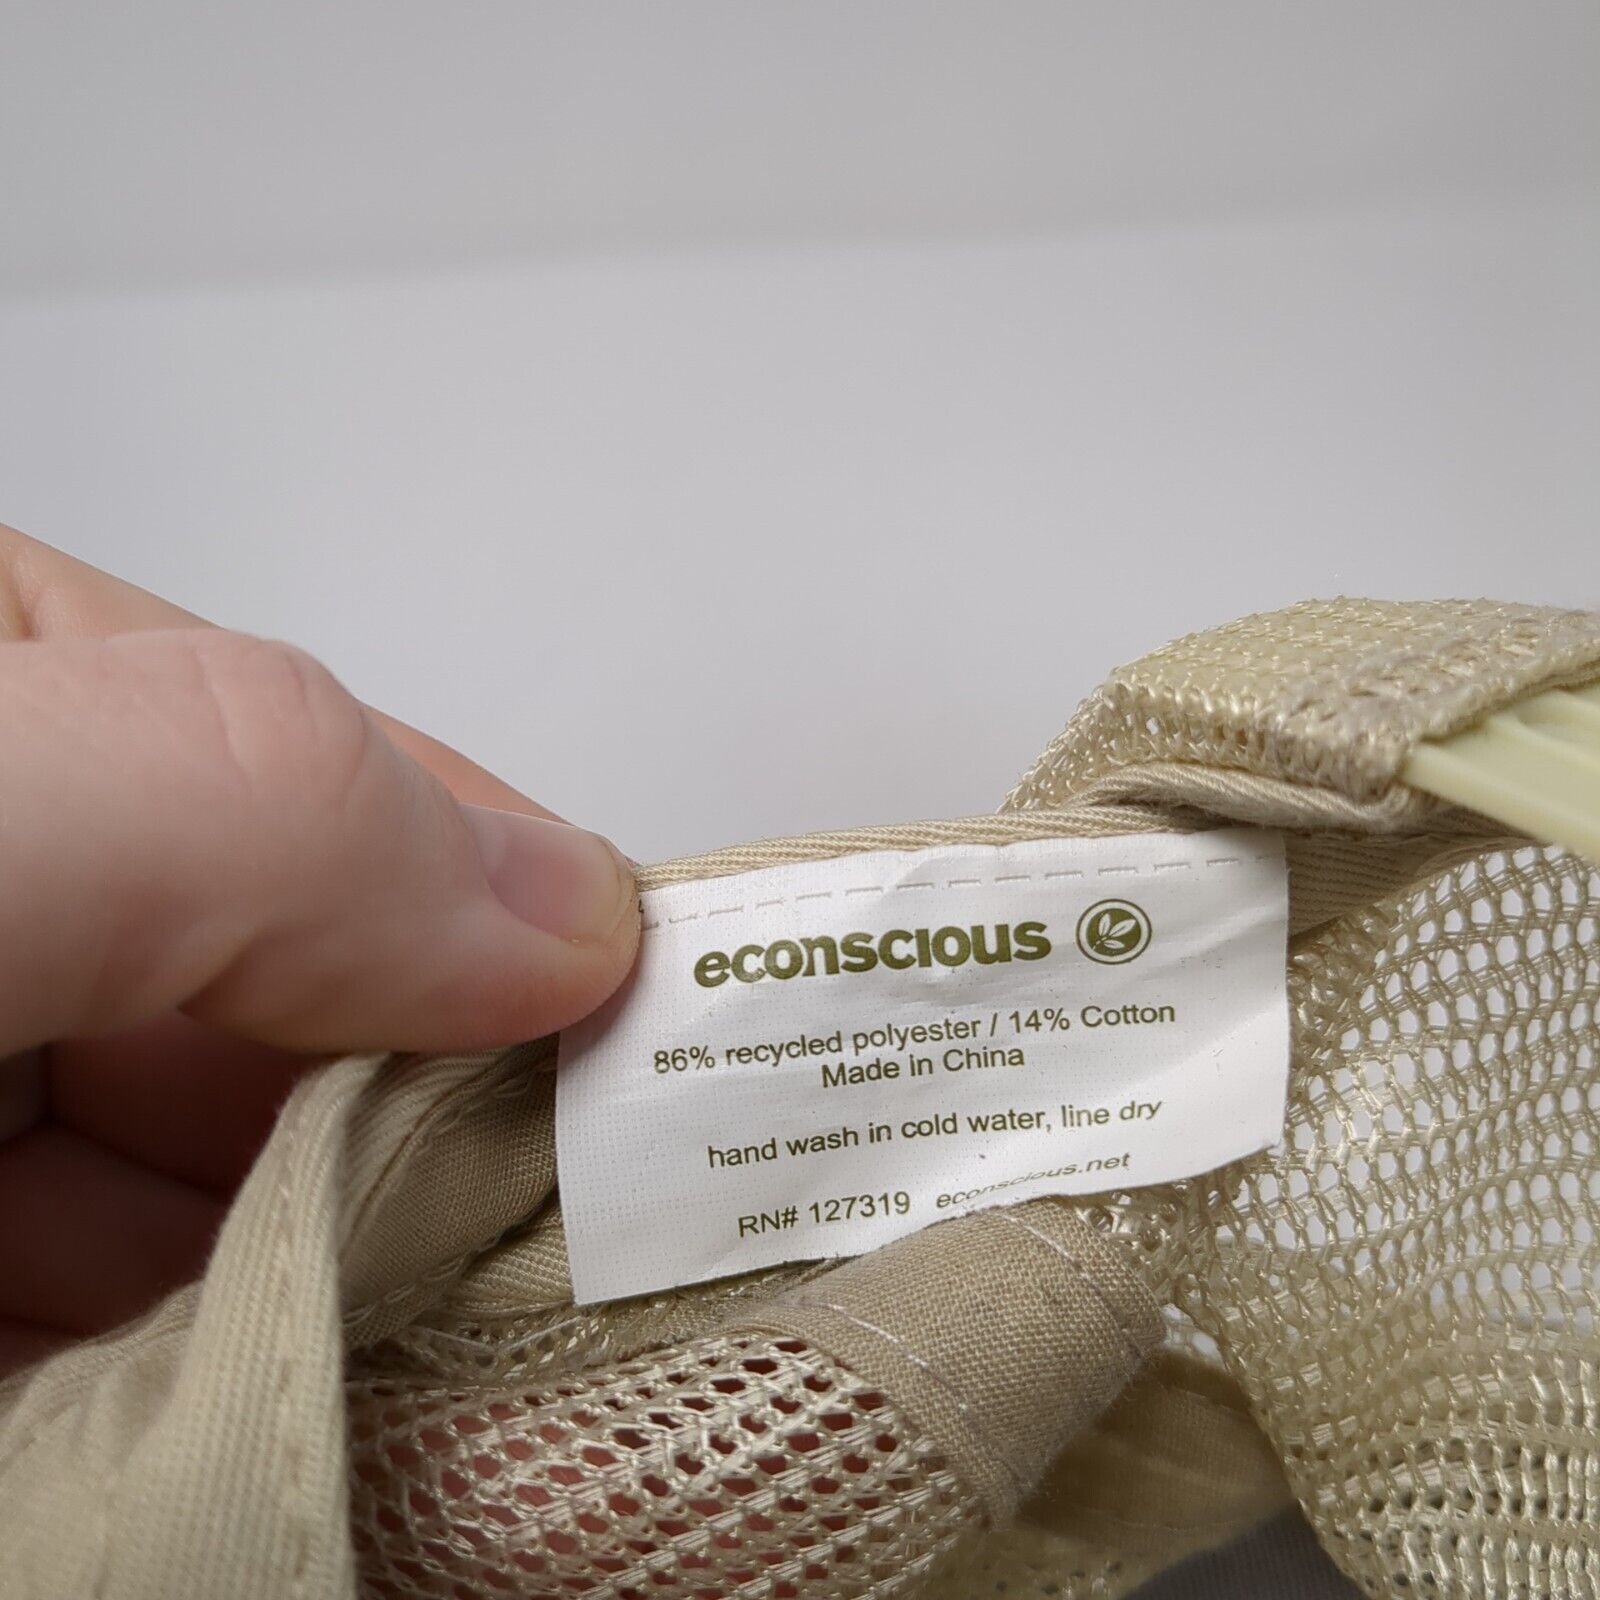 econscious
86% recycled polyester / 14% Cotton
Made in China
hand wash in cold water, line dry
RN# 127319 econscious.net